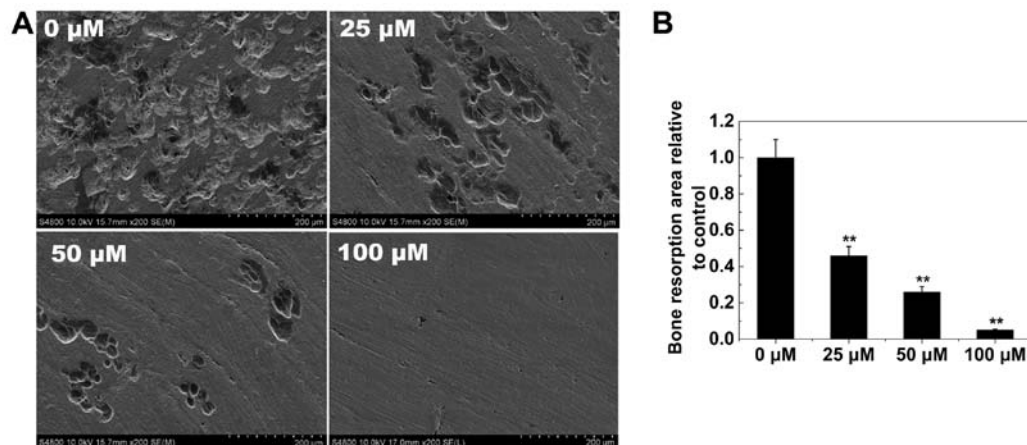 A
0 µM
25 µM
S4800 10.0kV 15.7mm x200 SE(M)
200 µm
S4800 10.0kV 15.7mm x200 SE(M)
200 µm
50 µM
100 µM
S4800 10.0kV 15.7mm x200 SE(M)
200 µm
S4800 10.0kV 17.0mm x200 SE(L)
200 µm
B
Bone resorption area relative
to control
1.2
1.0
0.8
0.6
0.4
0.2
0.0
**
**
**
0 µM 25 µM 50 µM 100 µM